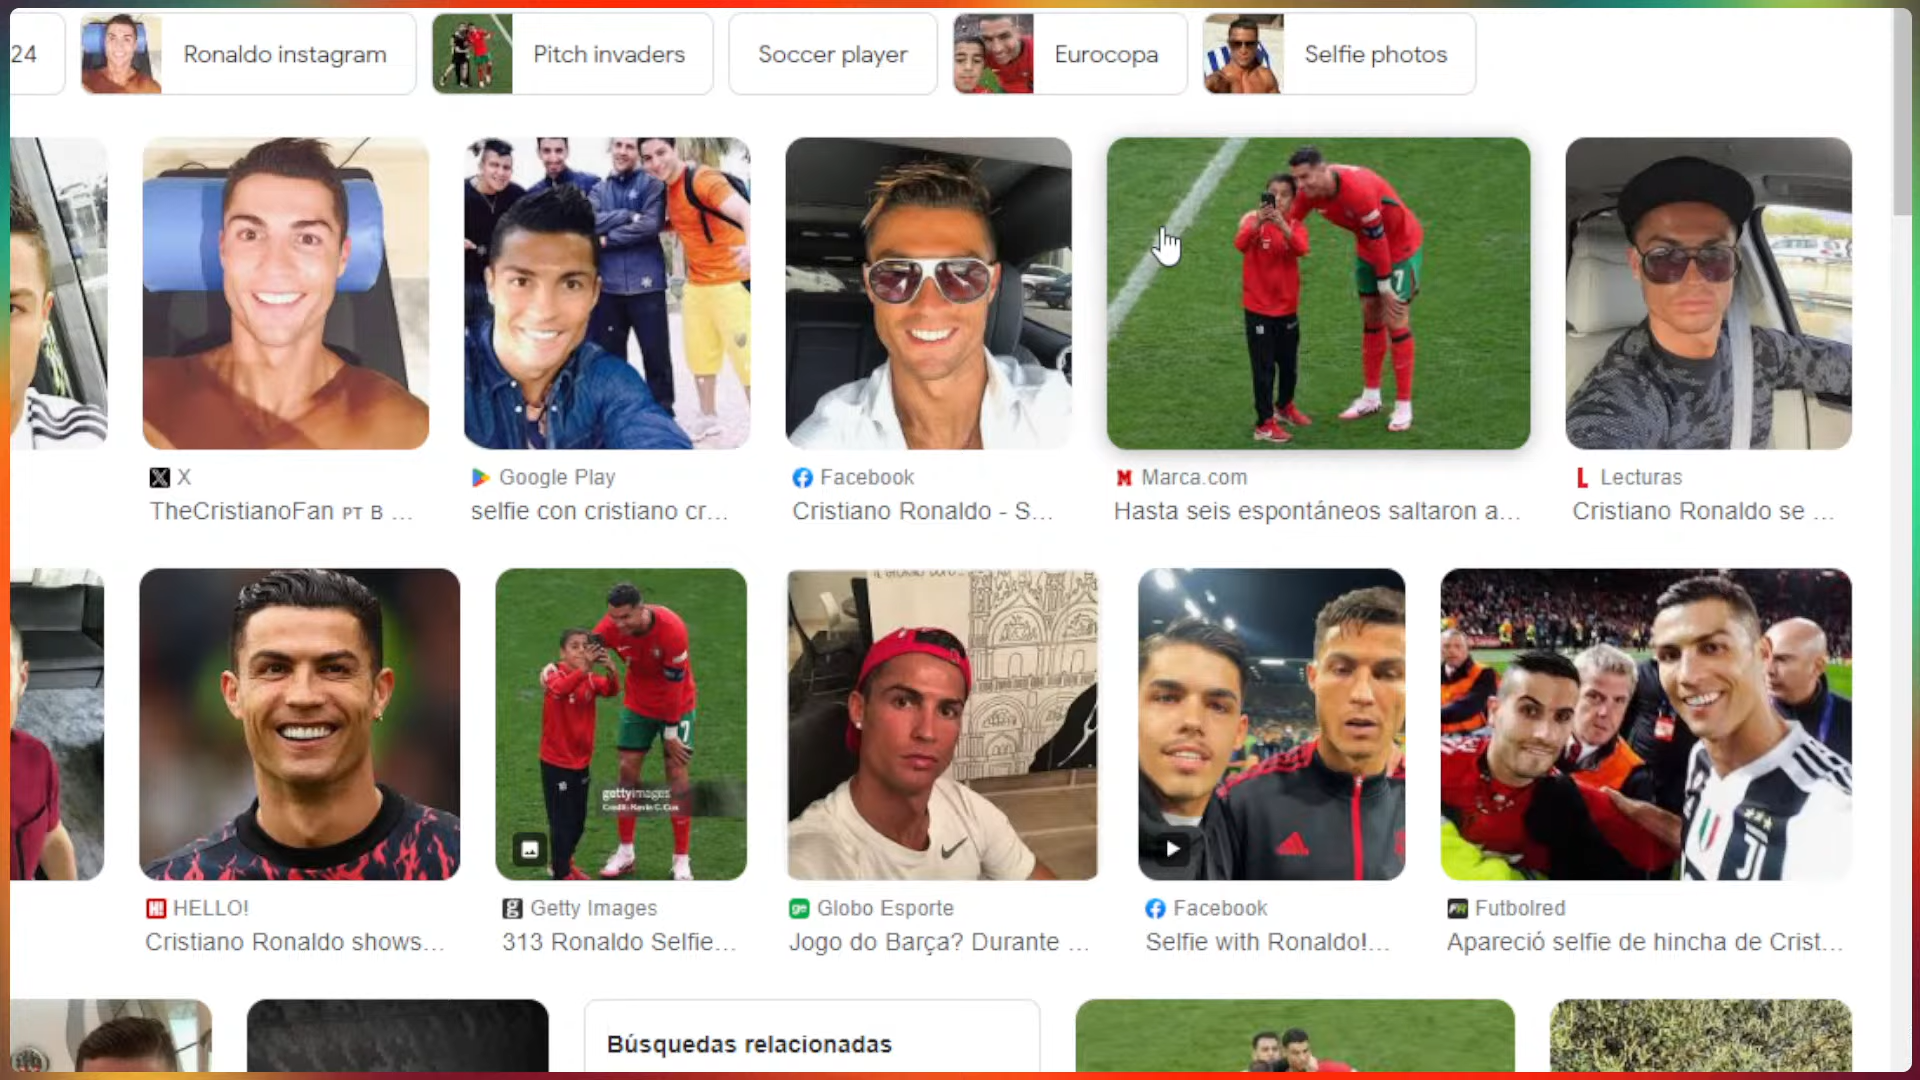 24
Ronaldo instagram
Pitch invaders
Soccer player
Eurocopa
Selfie photos
X
TheCristianoFan PT B ...
Google Play
selfie con cristiano cr...
Facebook
Cristiano Ronaldo - S...
7
Marca.com
Hasta seis espontáneos saltaron a...
Lecturas
Cristiano Ronaldo se ...
gettyimages
7
HELLO!
Cristiano Ronaldo shows...
Getty Images
313 Ronaldo Selfie...
Globo Esporte
Jogo do Barça? Durante ...
Facebook
Selfie with Ronaldo!...
Futbolred
Apareció selfie de hincha de Crist...
Búsquedas relacionadas